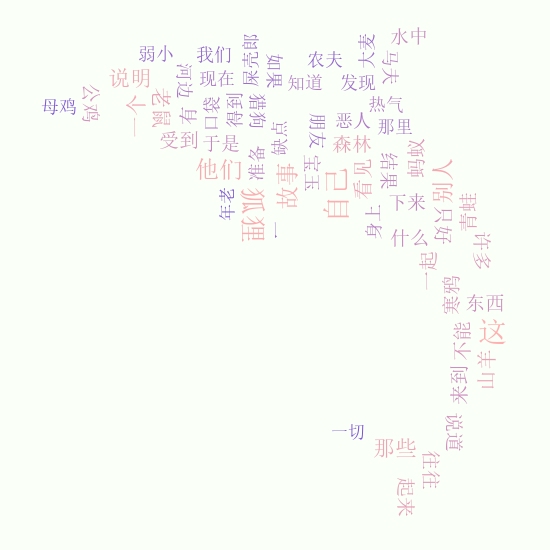 水中
弱小
我们
屎壳郎
如果
农夫
大麦
马夫
说明
河边
现在
知道
发现
母鸡
公鸡
一个
老鼠
有
口袋
得到
猎狗
热气
受到
于是
缺点
朋友
恶人
那里
森林
他们
准备
故事
宝玉
自己
看见
结果
蚂蚁
别人
年老
狐狸
一
身上
下来
什么
好只
青蛙
许多
一起
寒鸦
东西
这
不能
山羊
来到
说道
一切
那些
往往
起来